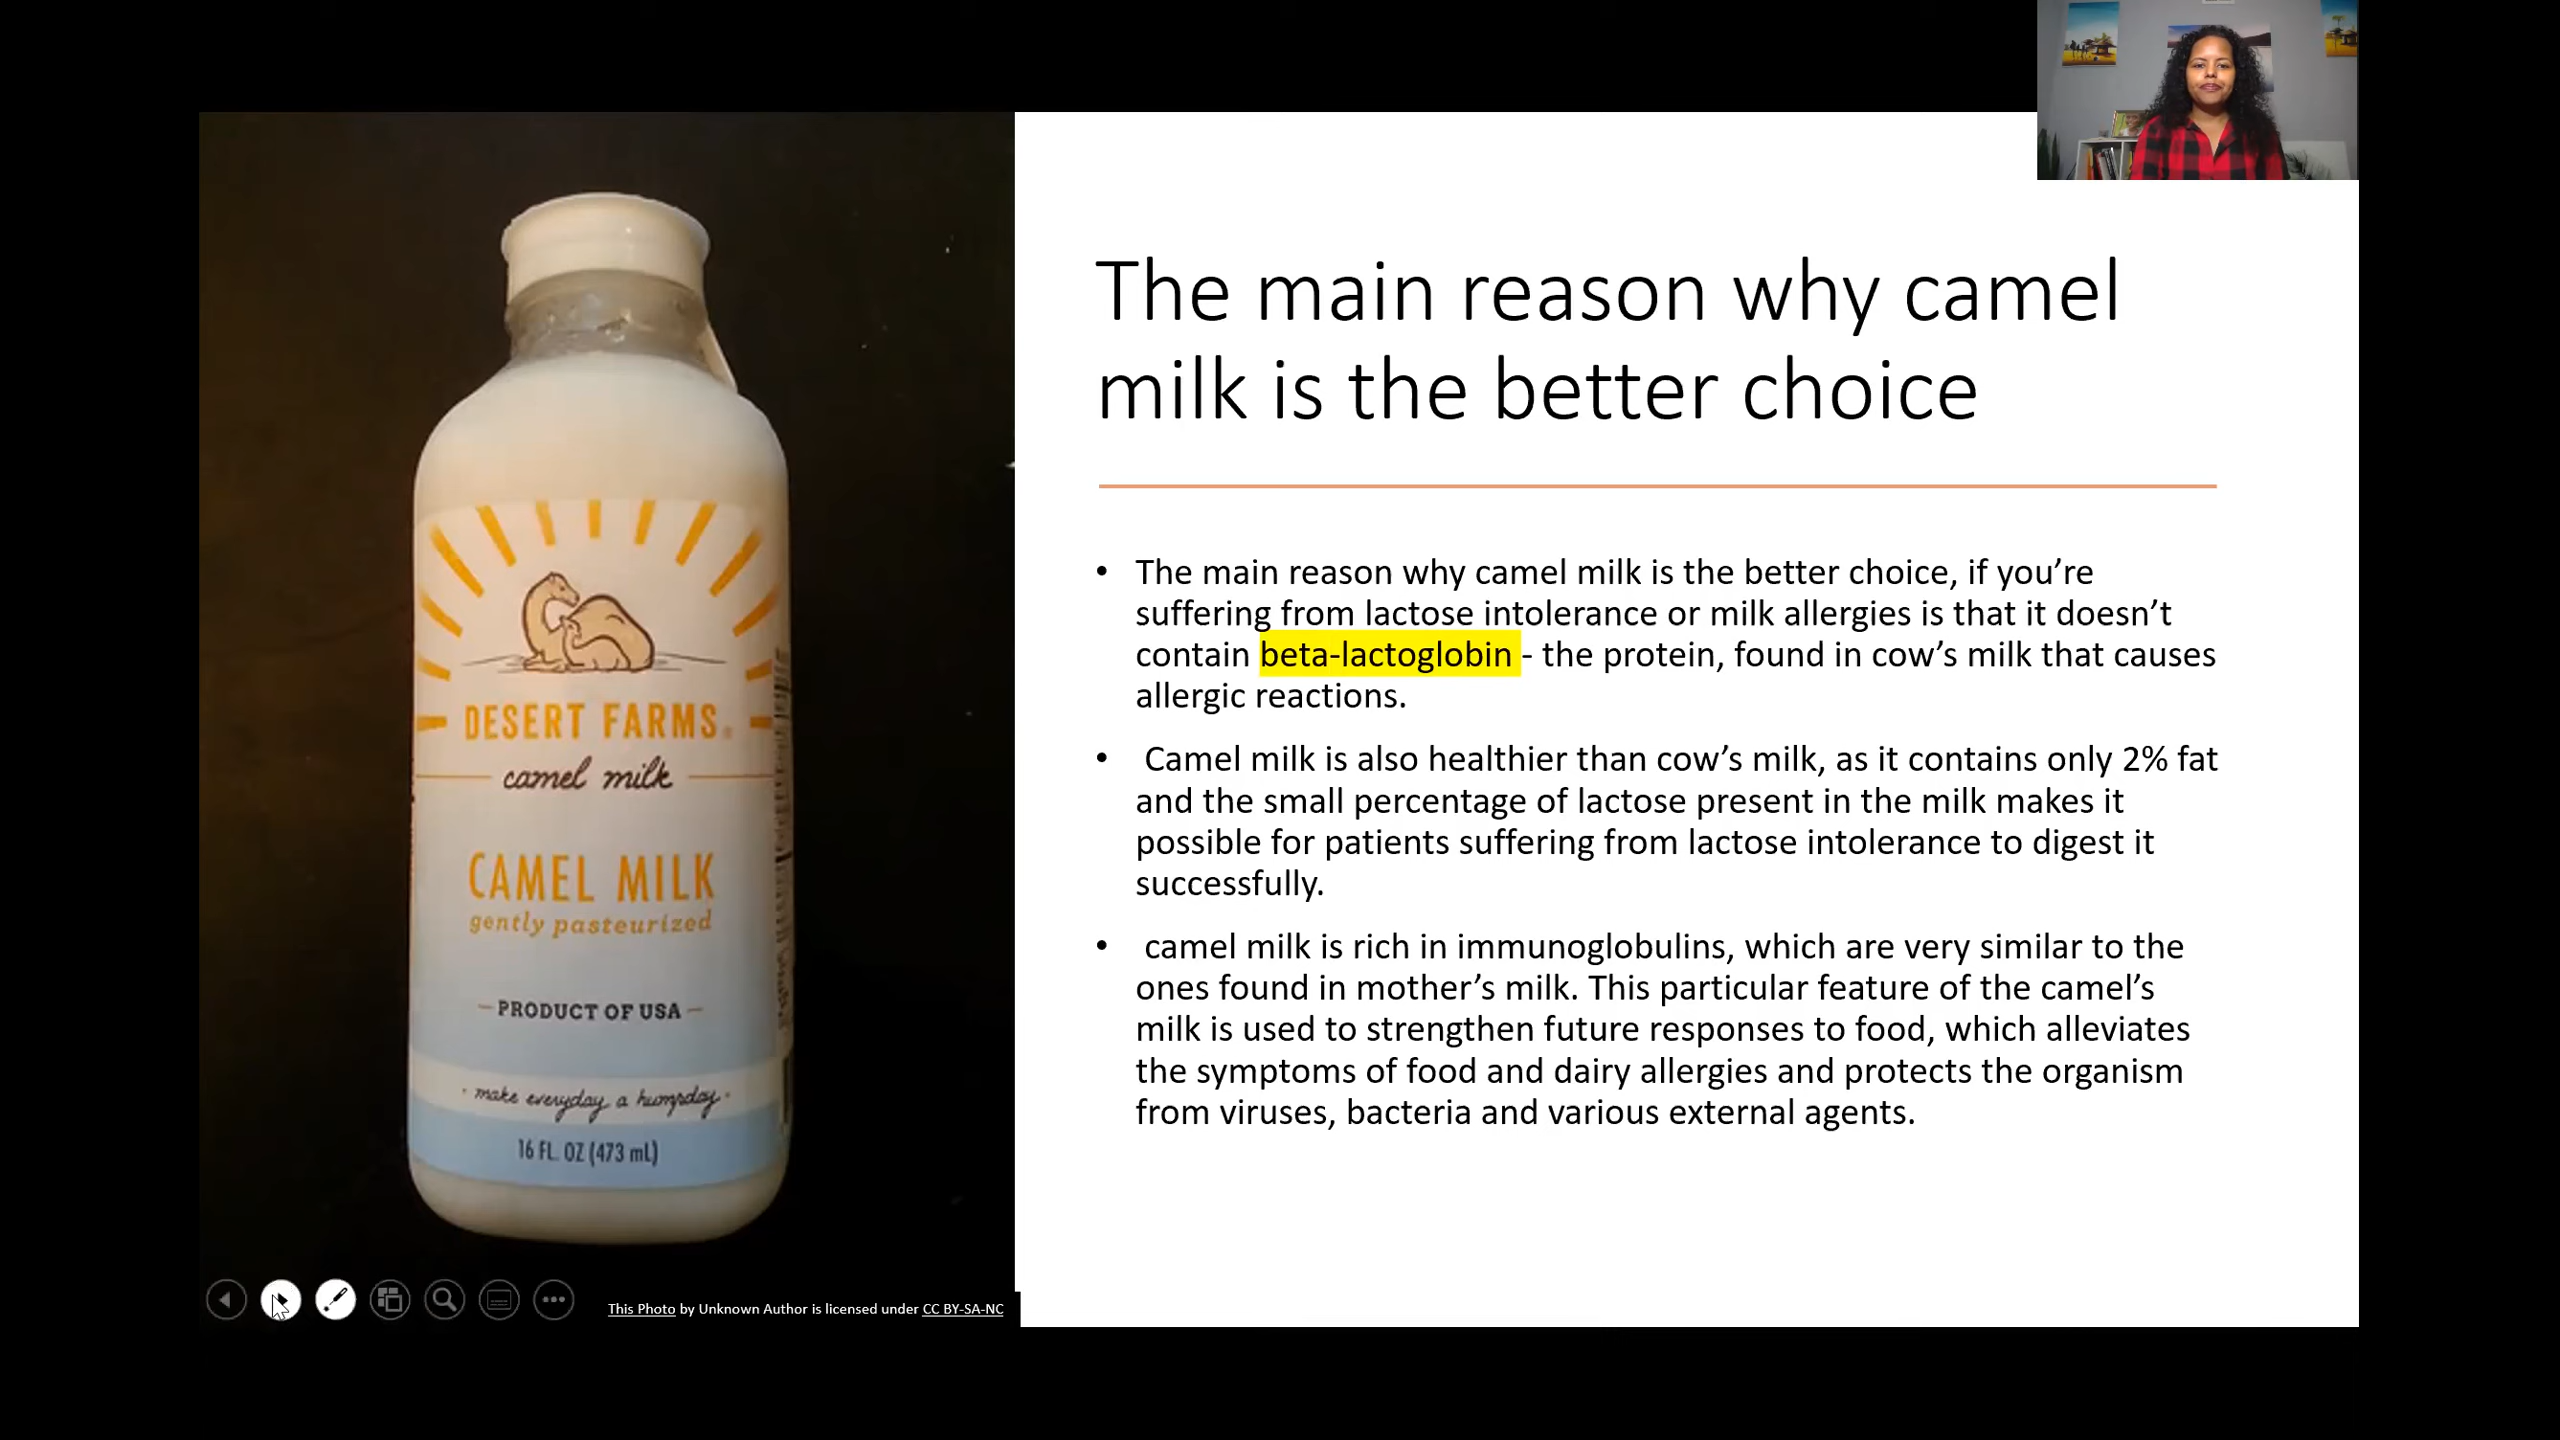 The main reason why camel
milk is the better choice
• The main reason why camel milk is the better choice, if you’re
suffering from lactose intolerance or milk allergies is that it doesn’t
contain beta-lactoglobin - the protein, found in cow’s milk that causes
allergic reactions.
• Camel milk is also healthier than cow’s milk, as it contains only 2% fat
and the small percentage of lactose present in the milk makes it
possible for patients suffering from lactose intolerance to digest it
successfully.
• camel milk is rich in immunoglobulins, which are very similar to the
ones found in mother’s milk. This particular feature of the camel’s
milk is used to strengthen future responses to food, which alleviates
the symptoms of food and dairy allergies and protects the organism
from viruses, bacteria and various external agents.
DESERT FARMS®
camel milk
CAMEL MILK
gently pasteurized
PRODUCT OF USA
· make everyday a humpday ·
16 FL. OZ (473 mL)
This Photo by Unknown Author is licensed under CC BY-SA-NC